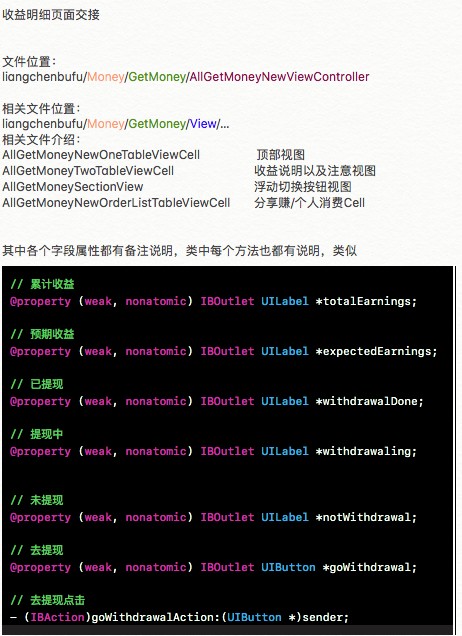 收益明细页面交接
文件位置：
liangchenbufu/Money/GetMoney/AllGetMoneyNewViewController
相关文件位置：
liangchenbufu/Money/GetMoney/View/...
相关文件介绍：
AllGetMoneyNewOneTableViewCell 顶部视图
AllGetMoneyTwoTableViewCell 收益说明以及注意视图
AllGetMoneySectionView 浮动切换按钮视图
AllGetMoneyNewOrderListTableViewCell 分享赚/个人消费Cell
其中各个字段属性都有备注说明，类中每个方法也都有说明，类似
// 累计收益
@property (weak, nonatomic) IBOutlet UILabel *totalEarnings;
// 预期收益
@property (weak, nonatomic) IBOutlet UILabel *expectedEarnings;
// 已提现
@property (weak, nonatomic) IBOutlet UILabel *withdrawalDone;
// 提现中
@property (weak, nonatomic) IBOutlet UILabel *withdrawaling;
// 未提现
@property (weak, nonatomic) IBOutlet UILabel *notWithdrawal;
// 去提现
@property (weak, nonatomic) IBOutlet UIButton *goWithdrawal;
// 去提现点击
- (IBAction)goWithdrawalAction:(UIButton *)sender;